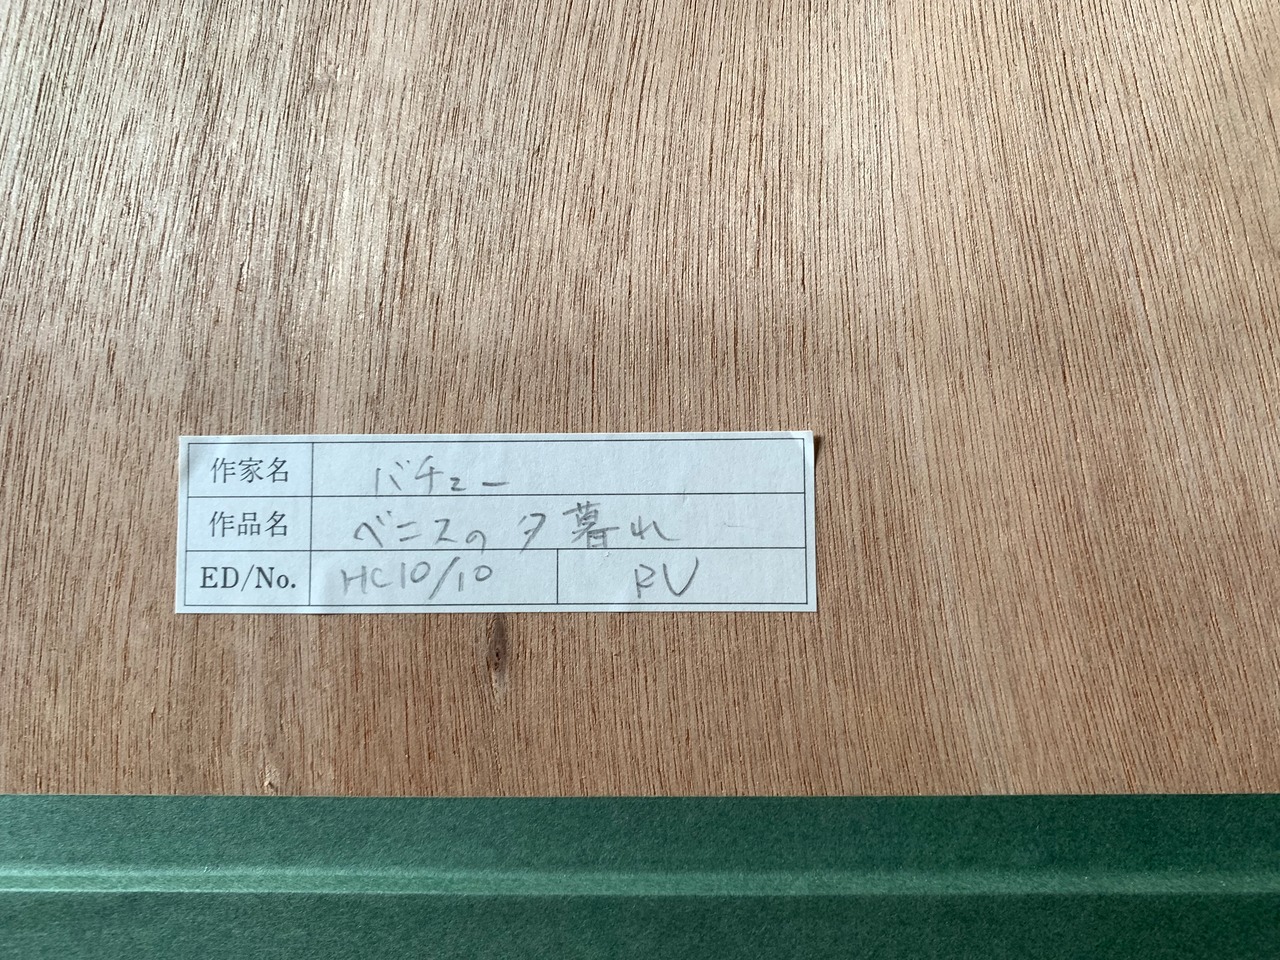 作家名 バチュー
作品名 ベニスの夕暮れ
ED/No. HC10/10 RV